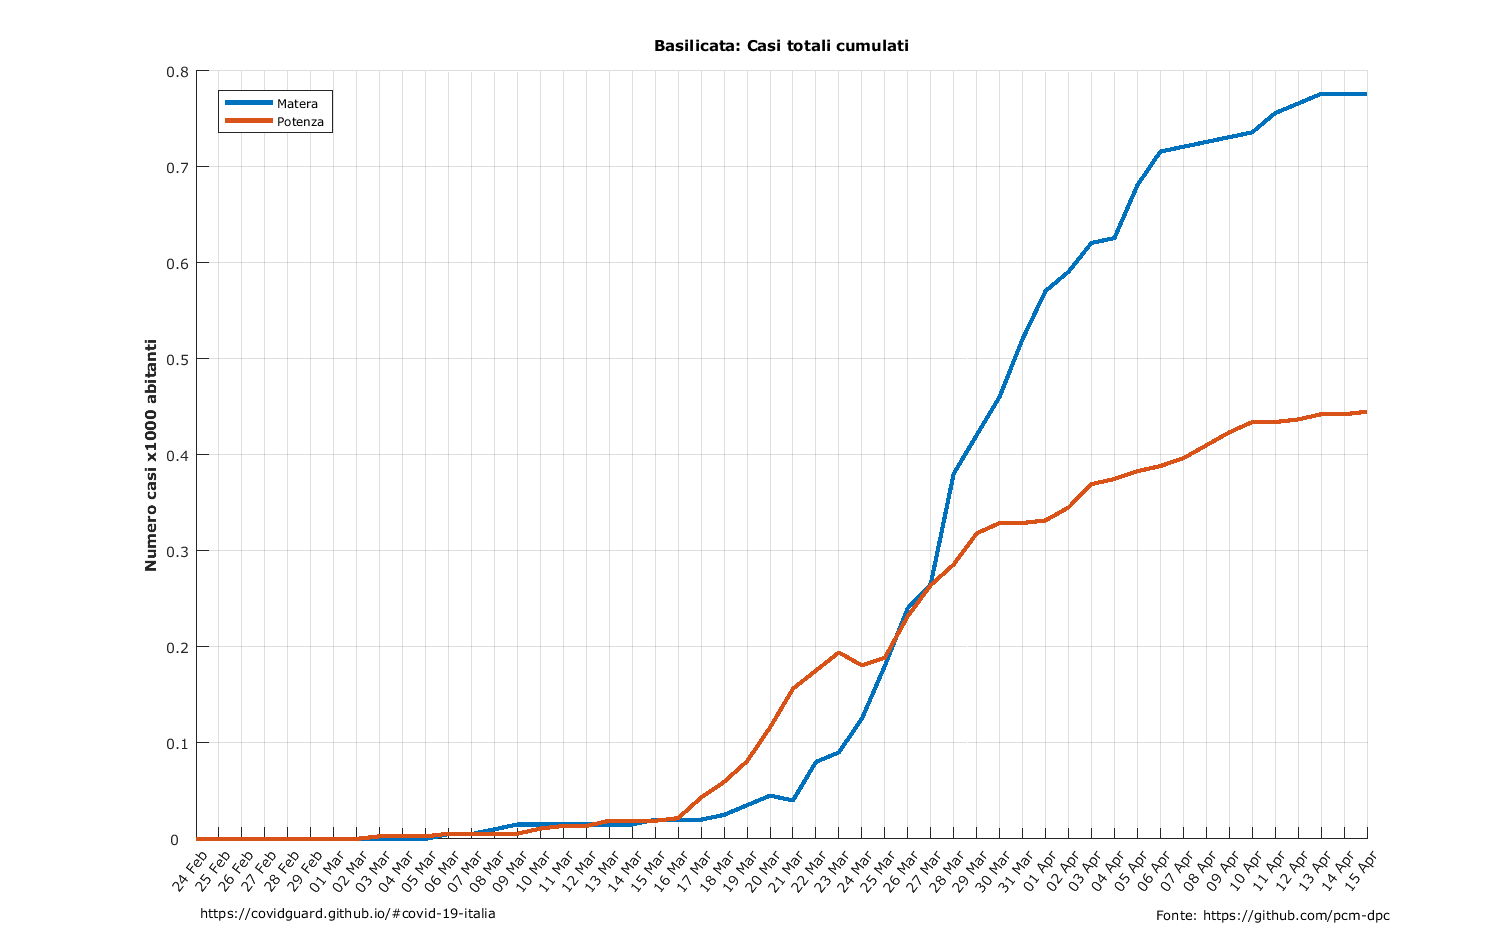 Basilicata: Casi totali cumulati
Matera
Potenza
Numero casi x1000 abitanti
0.8
0.7
0.6
0.5
0.4
0.3
0.2
0.1
0
24 Feb
25 Feb
26 Feb
27 Feb
28 Feb
29 Feb
01 Mar
02 Mar
03 Mar
04 Mar
05 Mar
06 Mar
07 Mar
08 Mar
09 Mar
10 Mar
11 Mar
12 Mar
13 Mar
14 Mar
15 Mar
16 Mar
17 Mar
18 Mar
19 Mar
20 Mar
21 Mar
22 Mar
23 Mar
24 Mar
25 Mar
26 Mar
27 Mar
28 Mar
29 Mar
30 Mar
31 Mar
01 Apr
02 Apr
03 Apr
04 Apr
05 Apr
06 Apr
07 Apr
08 Apr
09 Apr
10 Apr
11 Apr
12 Apr
13 Apr
14 Apr
15 Apr
https://covidguard.github.io/#covid-19-italia
Fonte: https://github.com/pcm-dpc